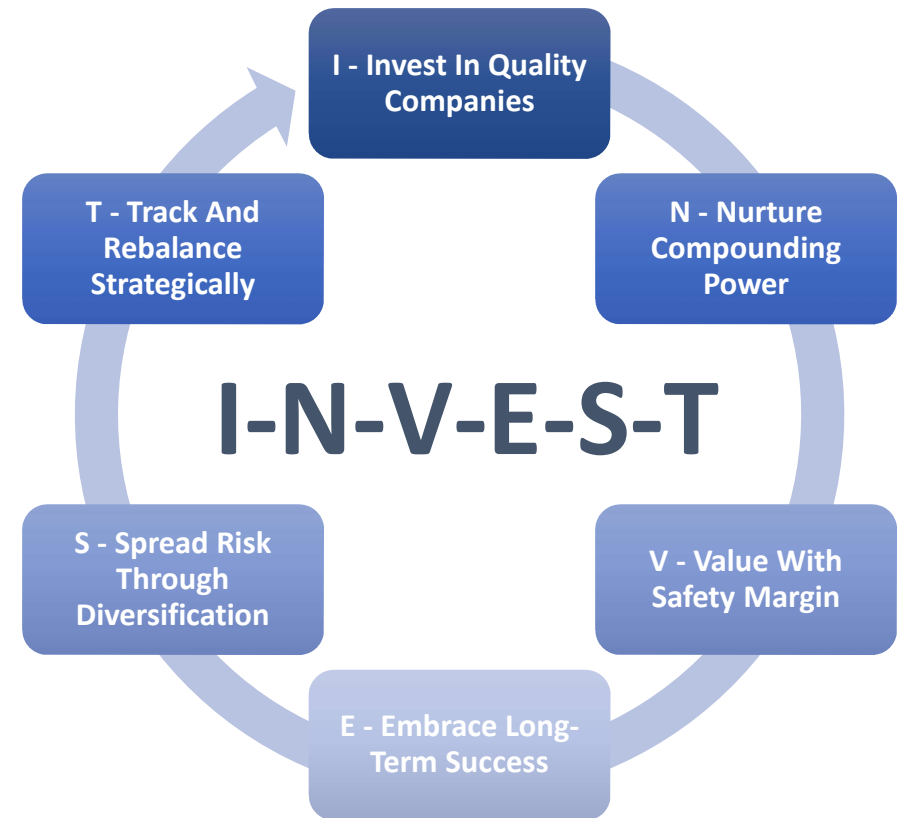 I - Invest In Quality
Companies
N - Nurture
Compounding
Power
V - Value With
Safety Margin
E - Embrace Long-
Term Success
S - Spread Risk
Through
Diversification
T - Track And
Rebalance
Strategically
I-N-V-E-S-T